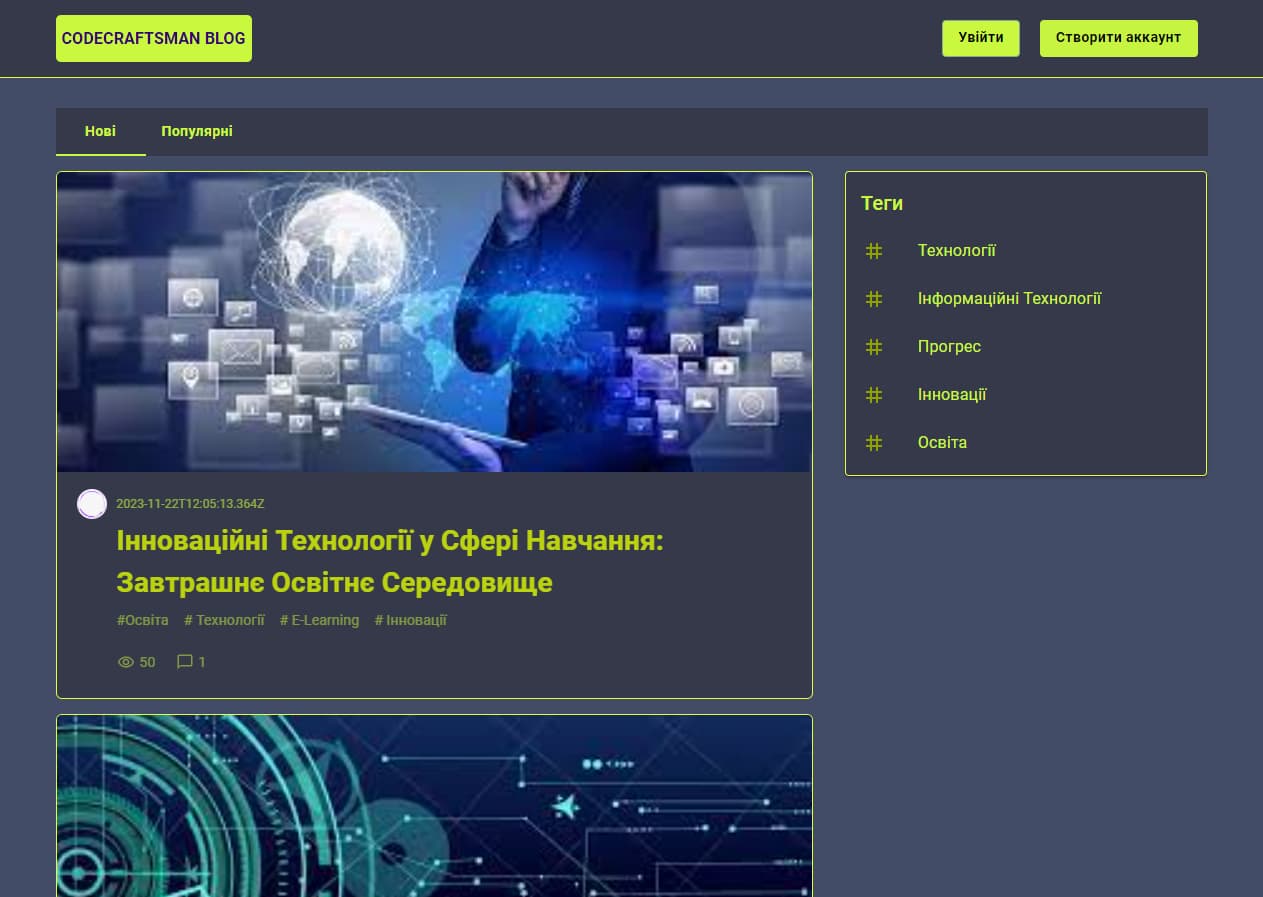 CODECRAFTSMAN BLOG
Увійти
Створити аккаунт
Нові
Популярні
2023-11-22T12:05:13.364Z
Інноваційні Технології у Сфері Навчання:
Завтрашнє Освітнє Середовище
#Освіта # Технології # E-Learning # Інновації
50 1
Теги
Технології
Інформаційні Технології
Прогрес
Інновації
Освіта